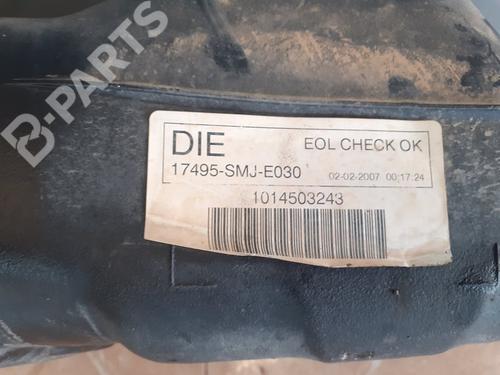 B-PARTS
DIE EOL CHECK OK
17495-SMJ-E030 02-02-2007 00:17:24
1014503243